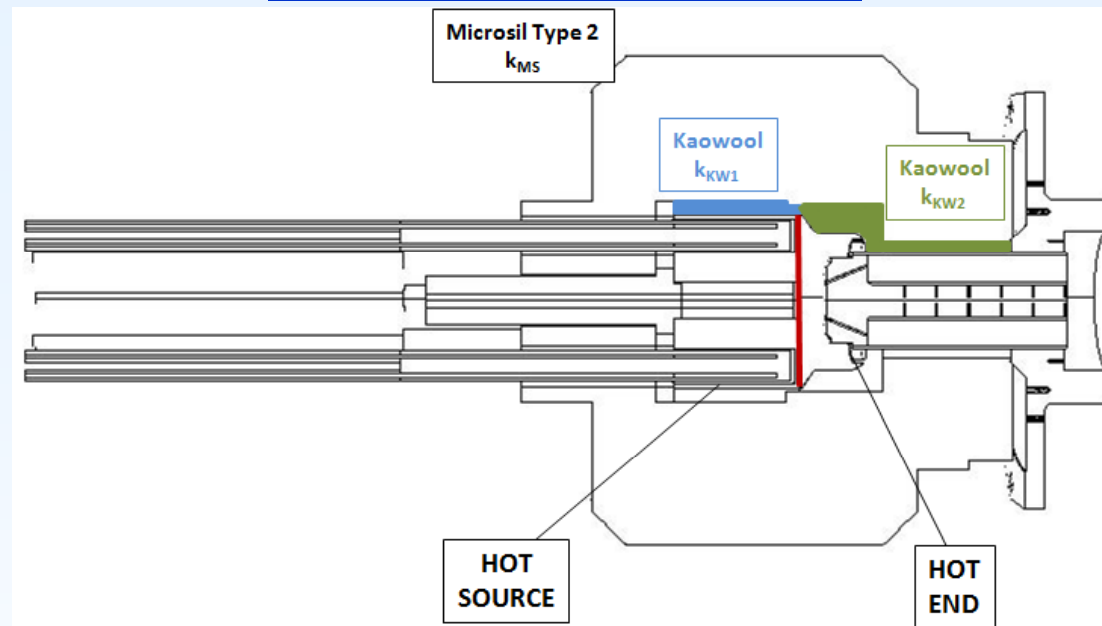 Microsil Type 2
kMS
Kaowool
kKW1
Kaowool
kKW2
HOT
SOURCE
HOT
END